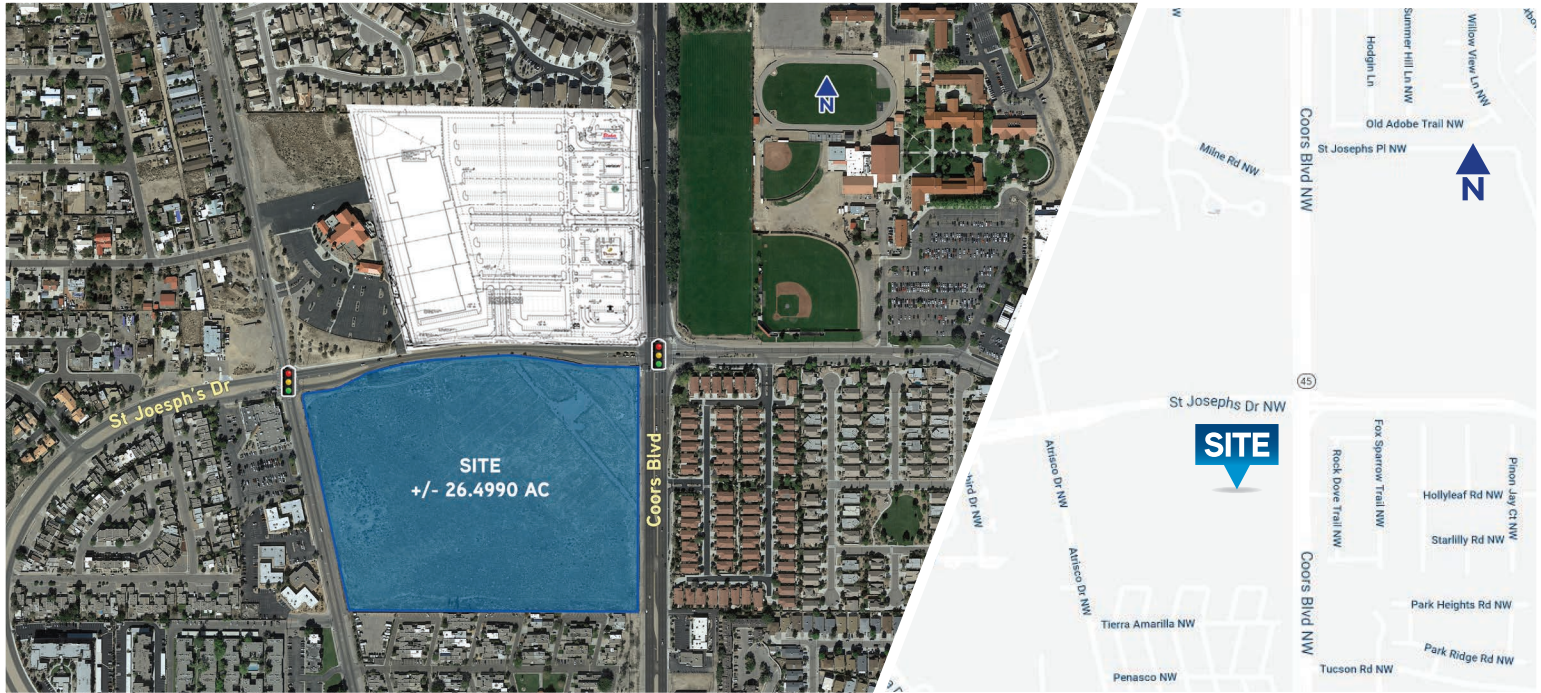 N
St Joesph's Dr
SITE
+/- 26.4990 AC
Coors Blvd
Hodgin Ln
Summer Hill Ln NW
Willow View Ln NW
Old Adobe Trail NW
St Josephs Pl NW
Milne Rd NW
Coors Blvd NW
N
45
St Josephs Dr NW
SITE
Atrisco Dr NW
Rock Dove Trail NW
Fox Sparrow Trail NW
Pinon Jay Ct NW
Hollyleaf Rd NW
Starlilly Rd NW
Atrisco Dr NW
Coors Blvd NW
Tierra Amarilla NW
Park Heights Rd NW
Park Ridge Rd NW
Penasco NW
Tucson Rd NW